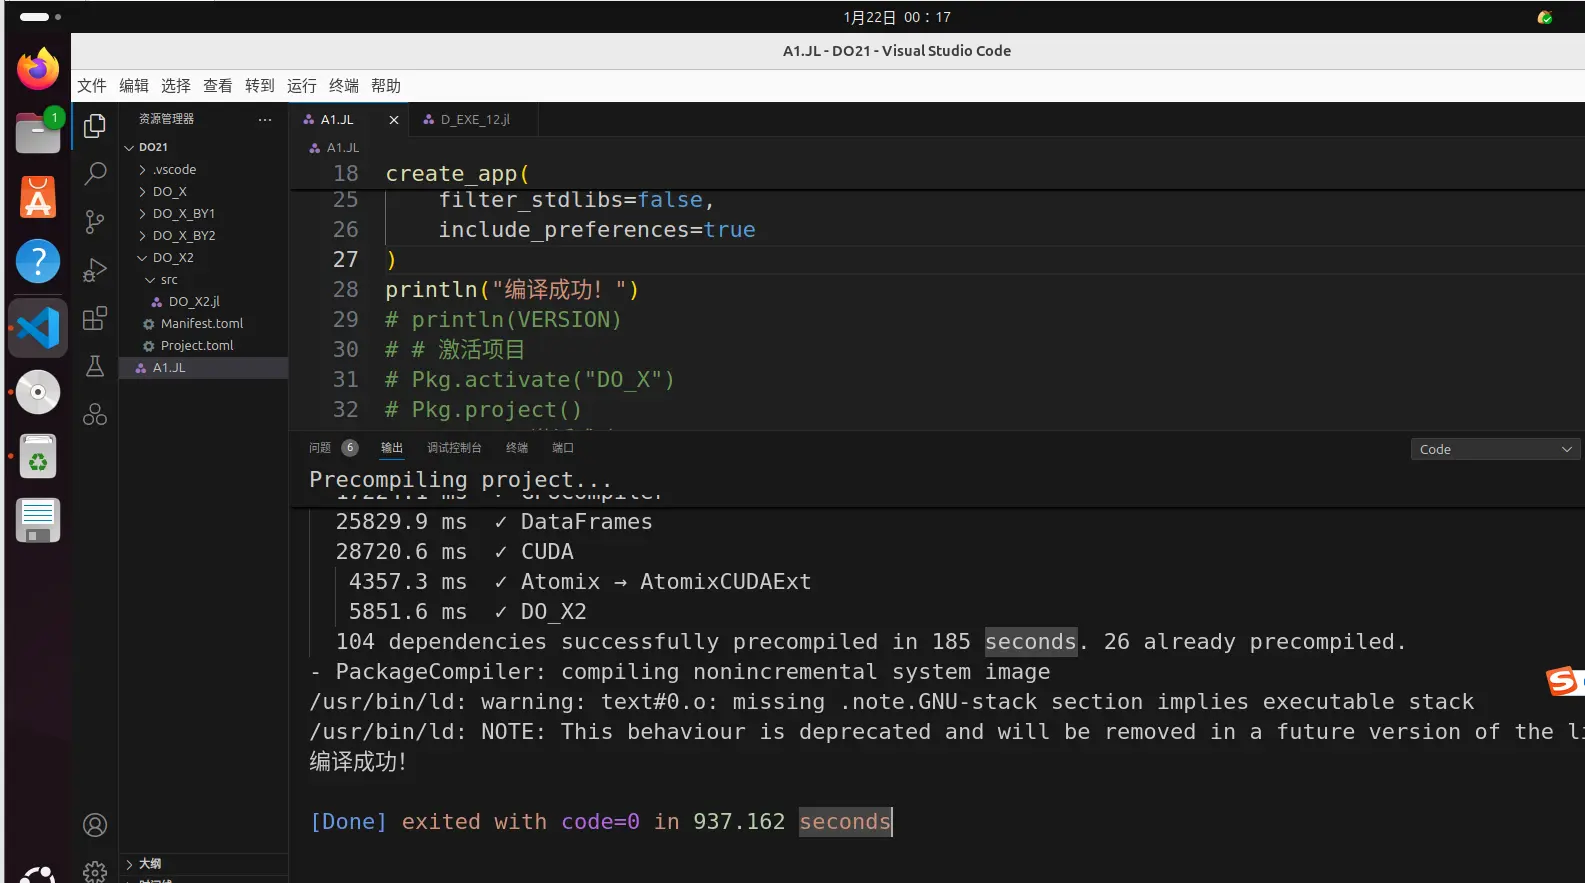 1月22日 00：17
A1.JL - DO21 - Visual Studio Code
文件 编辑 选择 查看 转到 运行 终端 帮助
1
资源管理器 ···
DO21
.vscode
DO_X
DO_X_BY1
DO_X_BY2
DO_X2
src
DO_X2.jl
Manifest.toml
Project.toml
A1.JL
大纲
A1.JL
D_EXE_12.jl
A1.JL
18 create_app(
25 filter_stdlibs=false,
26 include_preferences=true
27 )
28 println("编译成功！")
29 # println(VERSION)
30 # # 激活项目
31 # Pkg.activate("DO_X")
32 # Pkg.project()
问题 6 输出 调试控制台 终端 端口
Code
Precompiling project...
17224.1 ms ✓ GPUCompiler
25829.9 ms ✓ DataFrames
28720.6 ms ✓ CUDA
4357.3 ms ✓ Atomix → AtomixCUDAExt
5851.6 ms ✓ DO_X2
104 dependencies successfully precompiled in 185 seconds. 26 already precompiled.
- PackageCompiler: compiling nonincremental system image
/usr/bin/ld: warning: text#0.o: missing .note.GNU-stack section implies executable stack
/usr/bin/ld: NOTE: This behaviour is deprecated and will be removed in a future version of the
编译成功！
[Done] exited with code=0 in 937.162 seconds